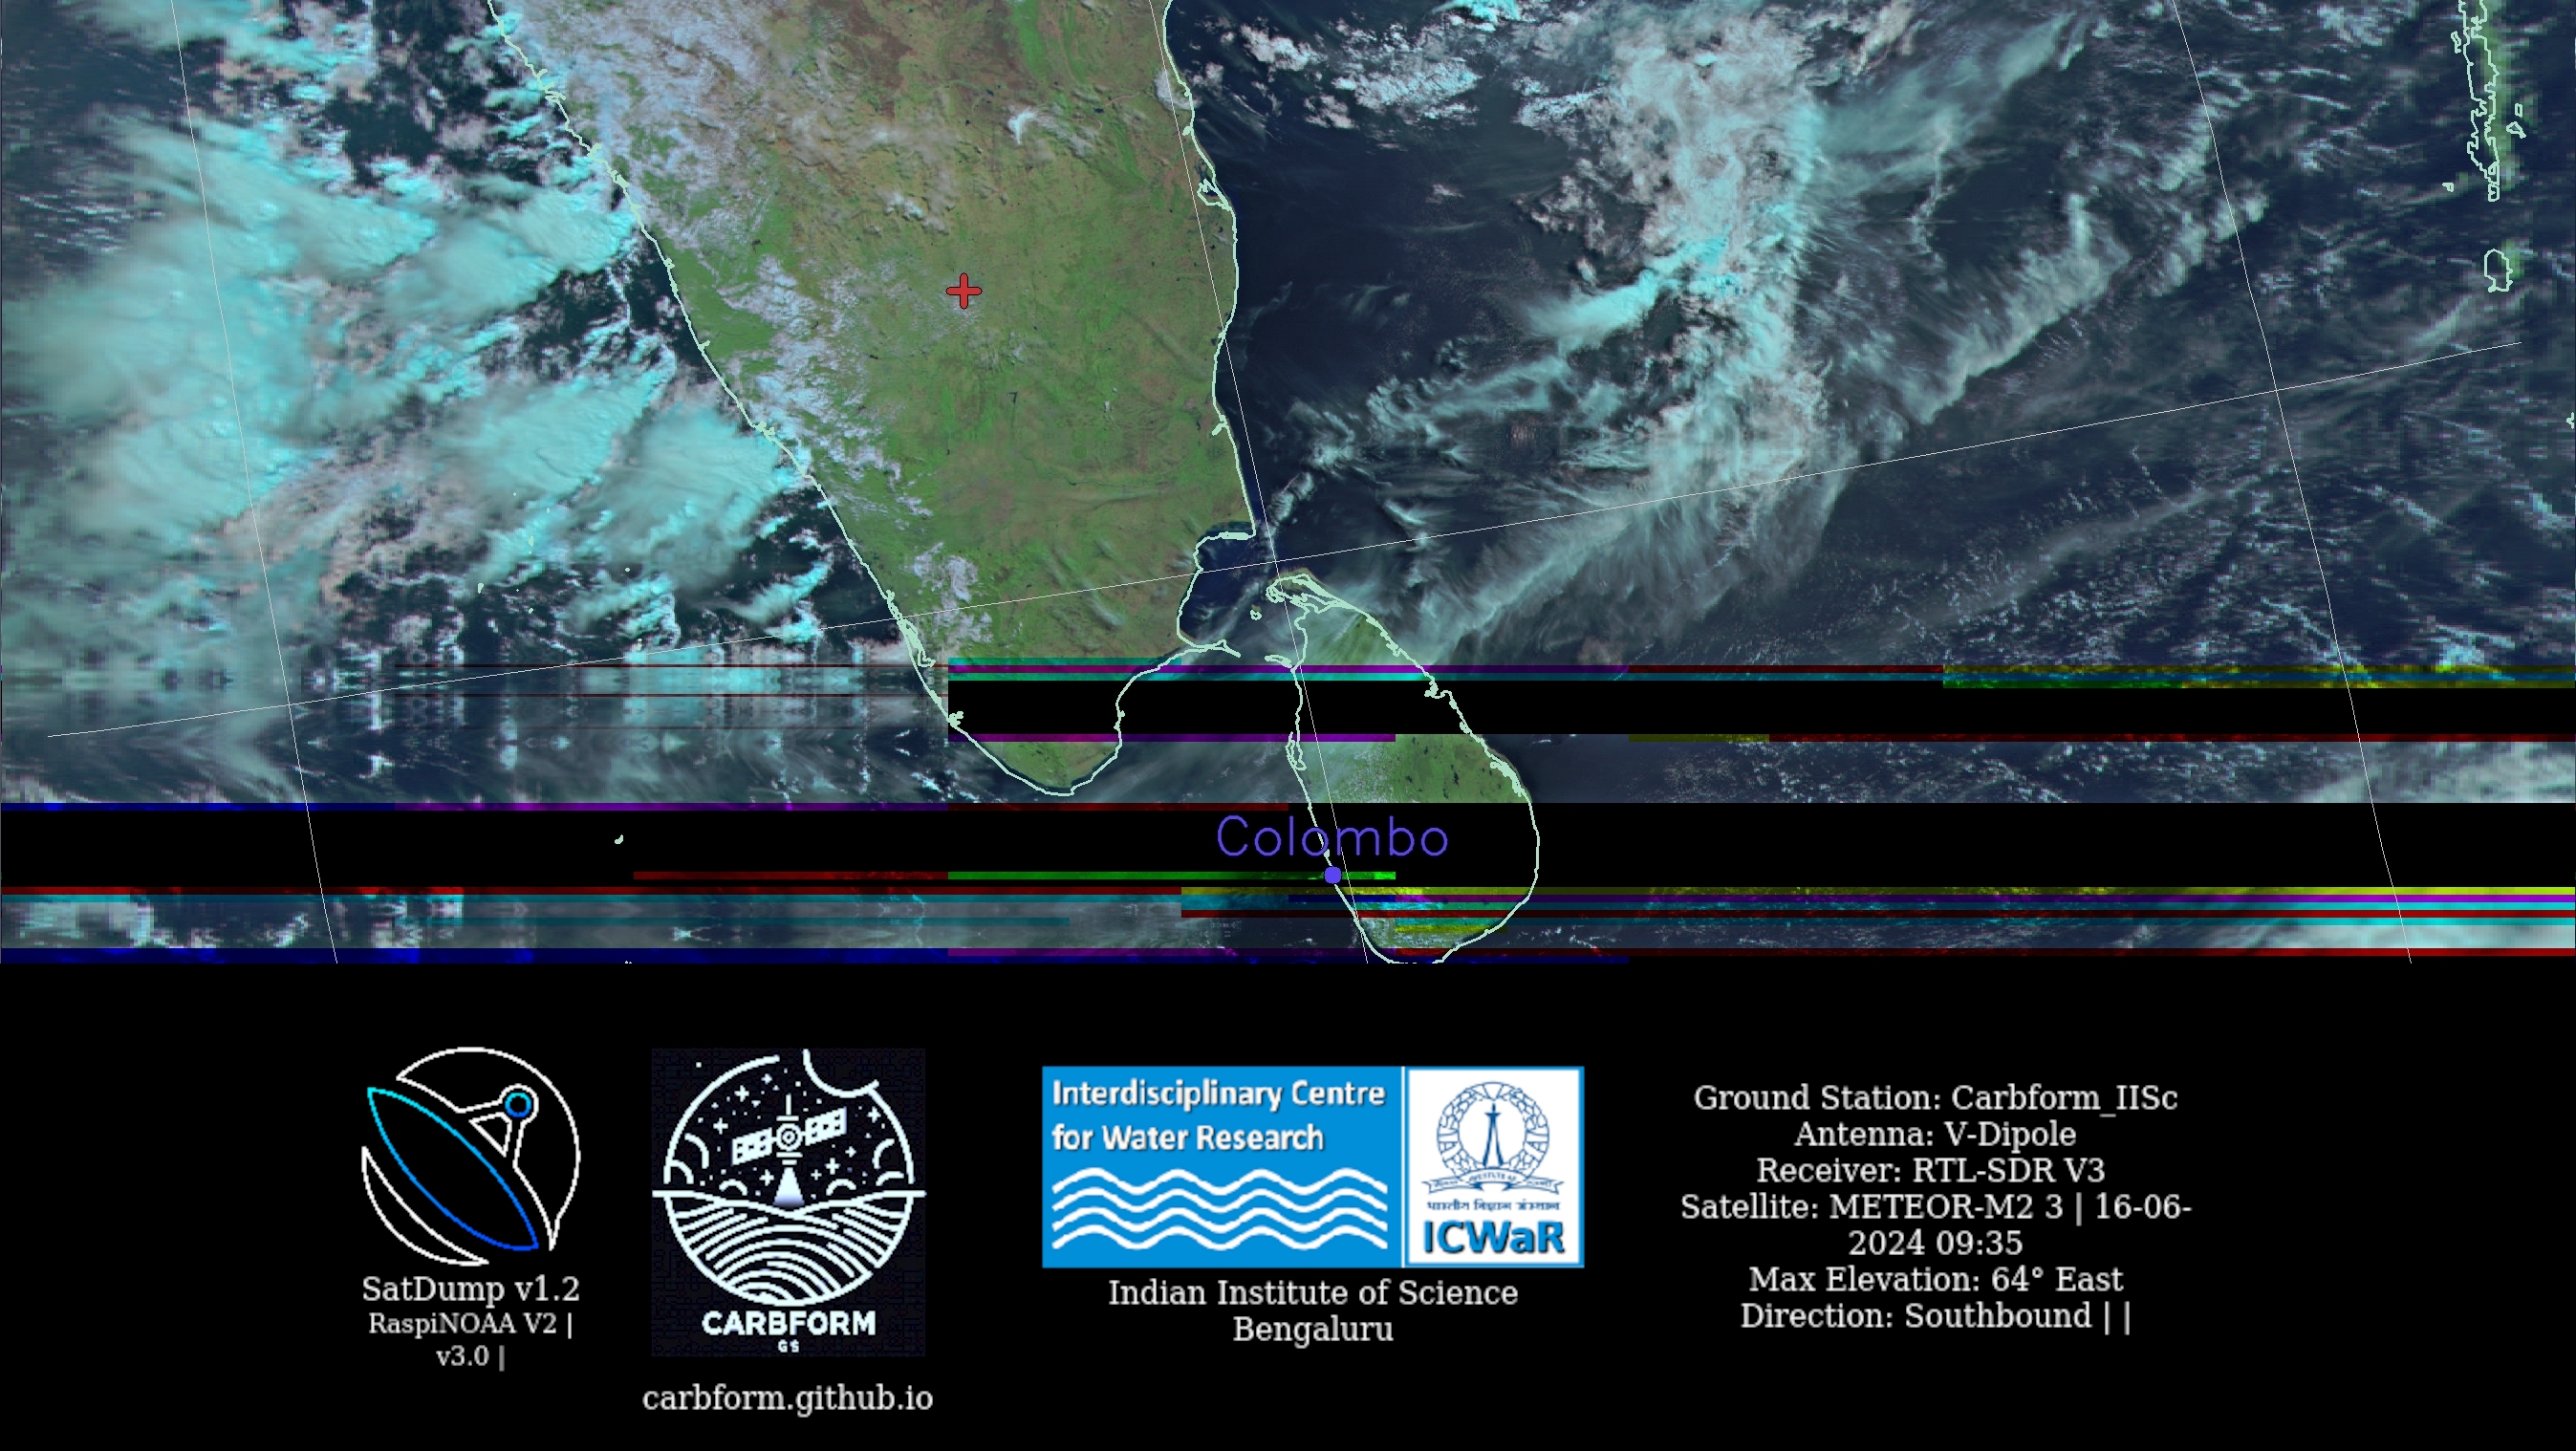 Colombo
SatDump v1.2
RaspiNOAA V2 |
v3.0 |
CARBFORM
GS
carbform.github.io
Interdisciplinary Centre
for Water Research
भारतीय विज्ञान संस्थान
ICWaR
Indian Institute of Science
Bengaluru
Ground Station: Carbform_IISc
Antenna: V-Dipole
Receiver: RTL-SDR V3
Satellite: METEOR-M2 3 | 16-06-
2024 09:35
Max Elevation: 64° East
Direction: Southbound | |